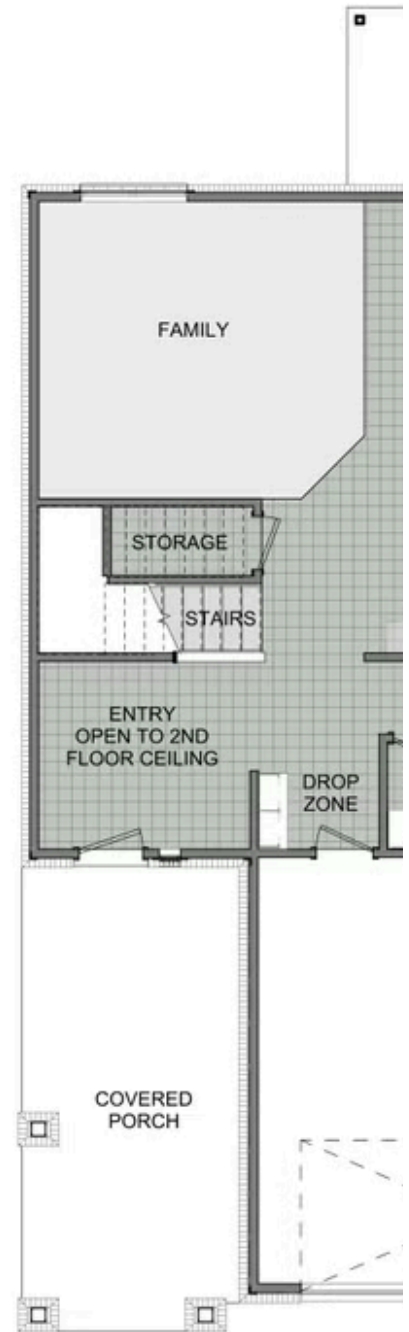 FAMILY
STORAGE
STAIRS
ENTRY
OPEN TO 2ND
FLOOR CEILING
DROP
ZONE
COVERED
PORCH